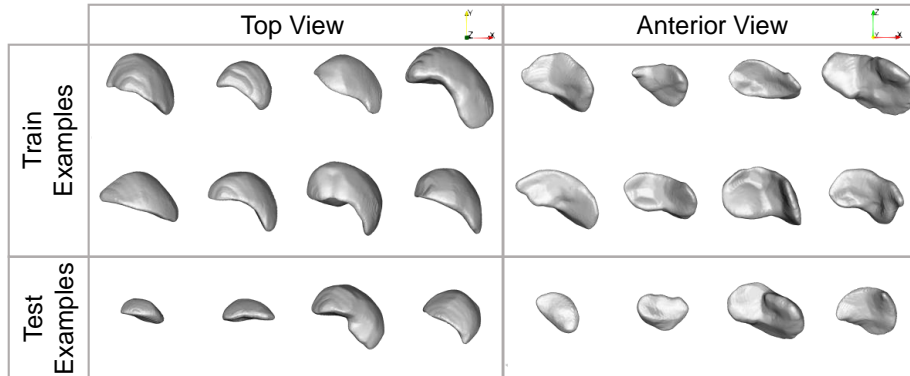 Top View
Y
Z
X
Anterior View
Z
Y
X
Train
Examples
Test
Examples